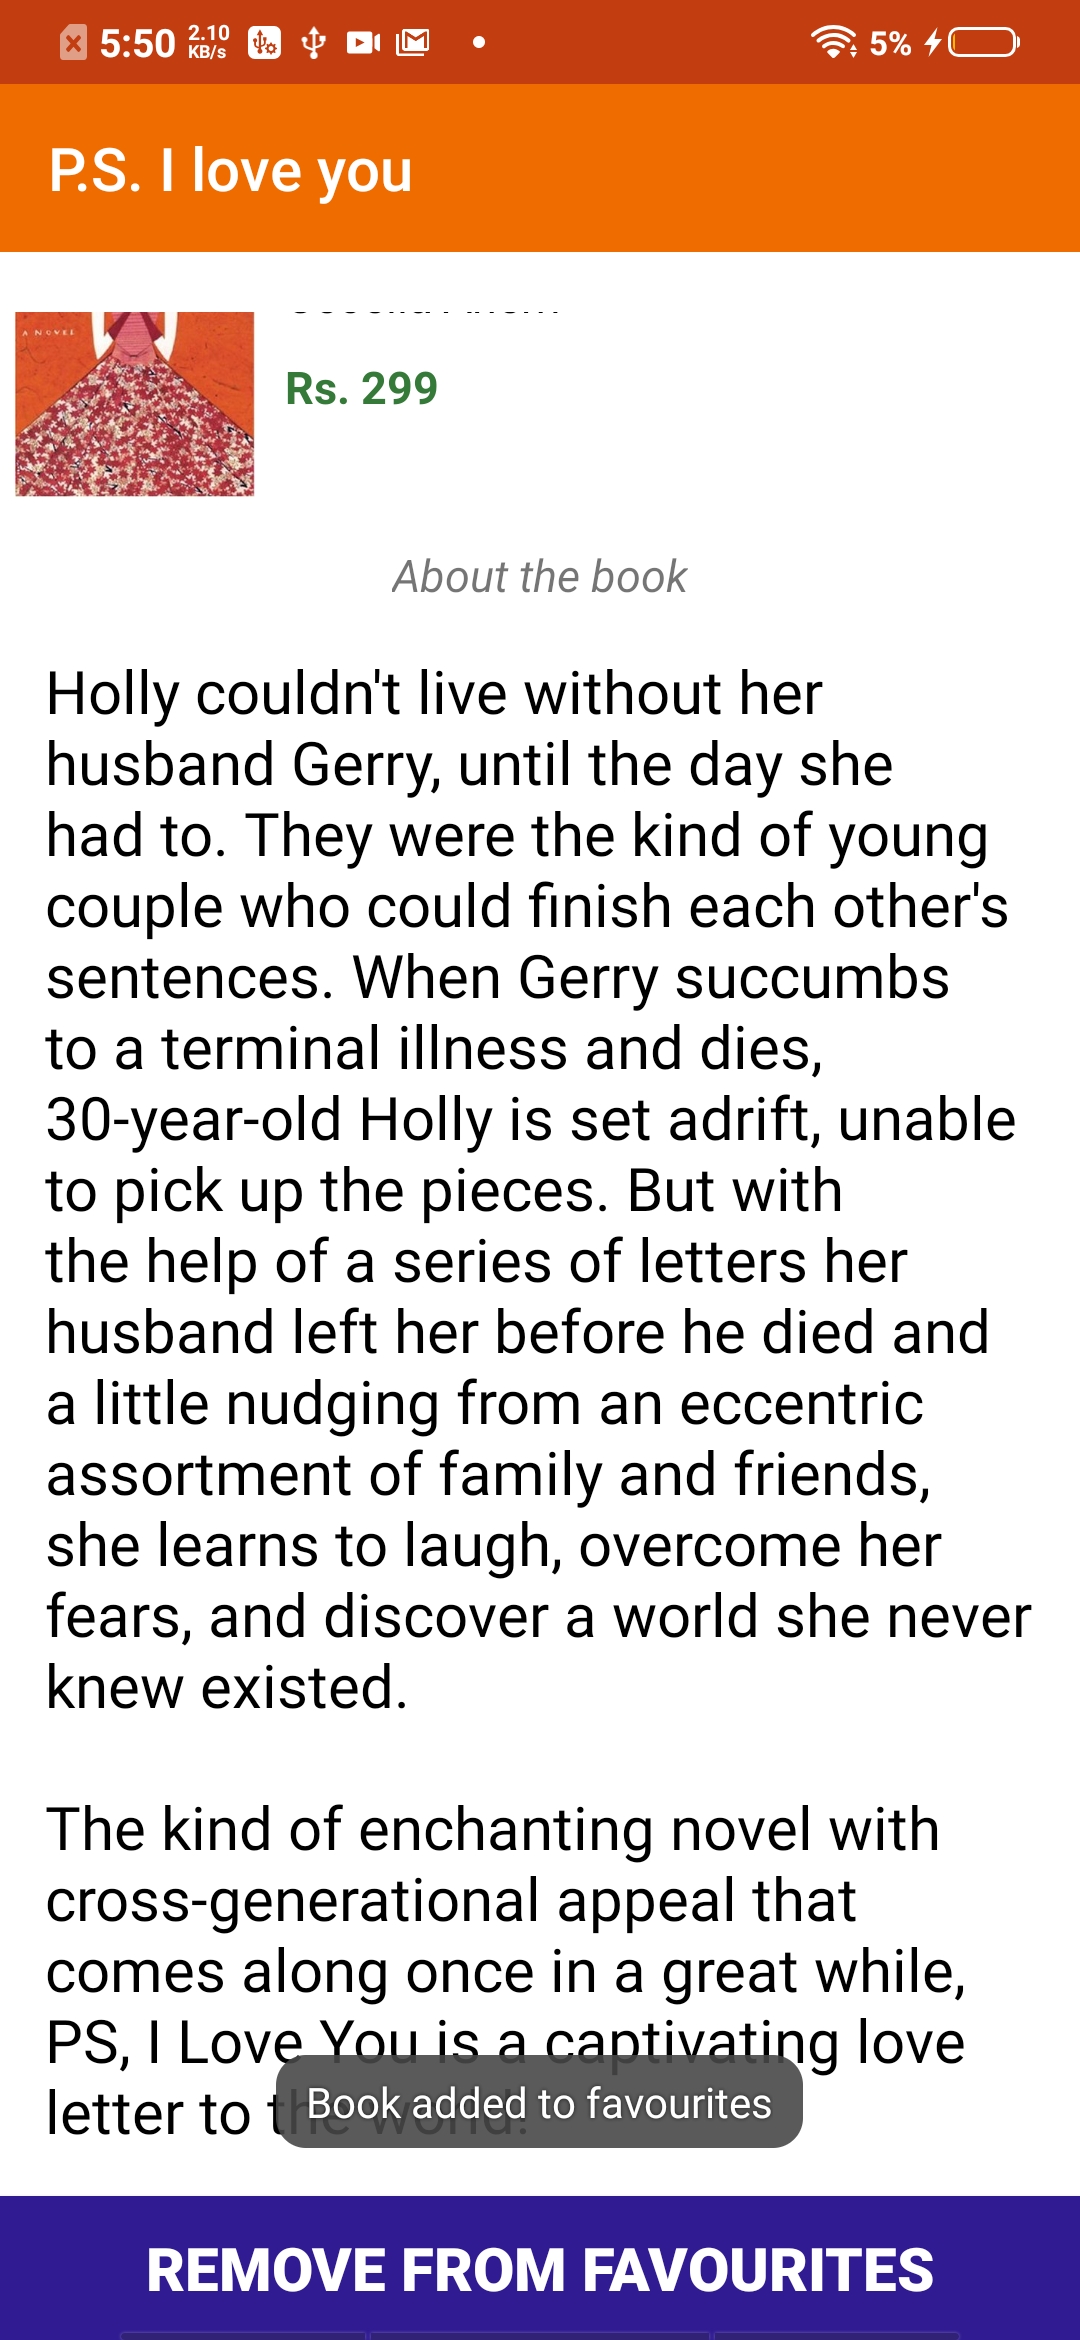 5:50 2.10 KB/s 5%
P.S. I love you
A NOVEL
Rs. 299
About the book
Holly couldn't live without her
husband Gerry, until the day she
had to. They were the kind of young
couple who could finish each other's
sentences. When Gerry succumbs
to a terminal illness and dies,
30-year-old Holly is set adrift, unable
to pick up the pieces. But with
the help of a series of letters her
husband left her before he died and
a little nudging from an eccentric
assortment of family and friends,
she learns to laugh, overcome her
fears, and discover a world she never
knew existed.
The kind of enchanting novel with
cross-generational appeal that
comes along once in a great while,
PS, I Love You is a captivating love
letter to the world!
Book added to favourites
REMOVE FROM FAVOURITES